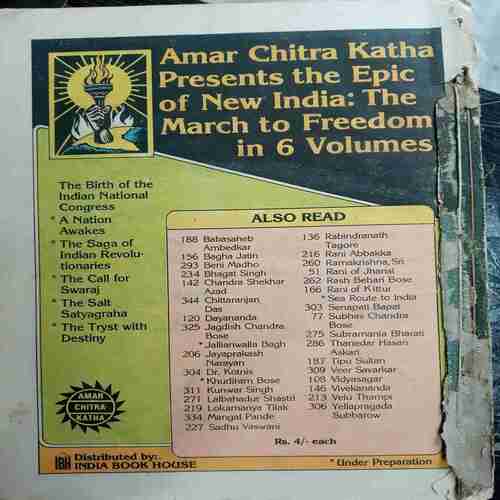 Amar Chitra Katha
Presents the Epic
of New India: The
March to Freedom
in 6 Volumes
The Birth of the
Indian National
Congress
* A Nation
Awakes
* The Saga of
Indian Revolu-
tionaries
* The Call for
Swaraj
* The Salt
Satyagraha
* The Tryst with
Destiny
ALSO READ
188 Babasaheb
Ambedkar
156 Bagha Jatin
293 Beni Madho
234 Bhagat Singh
142 Chandra Shekhar
Azad
344 Chittaranjan
Das
120 Dayananda
325 Jagdish Chandra
Bose
* Jallianwalla Bagh
206 Jayaprakash
Narayan
304 Dr. Kotnis
* Khudiram Bose
311 Kunwar Singh
271 Lalbahadur Shastri
219 Lokamanya Tilak
334 Mangal Pande
227 Sadhu Vaswani
136 Rabindranath
Tagore
216 Rani Abbakka
260 Ramakrishna, Sri
51 Rani of Jhansi
262 Rash Behari Bose
166 Rani of Kittur
* Sea Route to India
303 Senapati Bapat
77 Subhas Chandra
Bose
275 Subramania Bharati
286 Thanedar Hasan
Askari
187 Tipu Sultan
309 Veer Savarkar
108 Vidyasagar
146 Vivekananda
213 Velu Thampi
306 Yellapragada
Subbarow
Rs. 4/- each
AMAR
CHITRA
KATHA
IBH Distributed by:
INDIA BOOK HOUSE
* Under Preparation